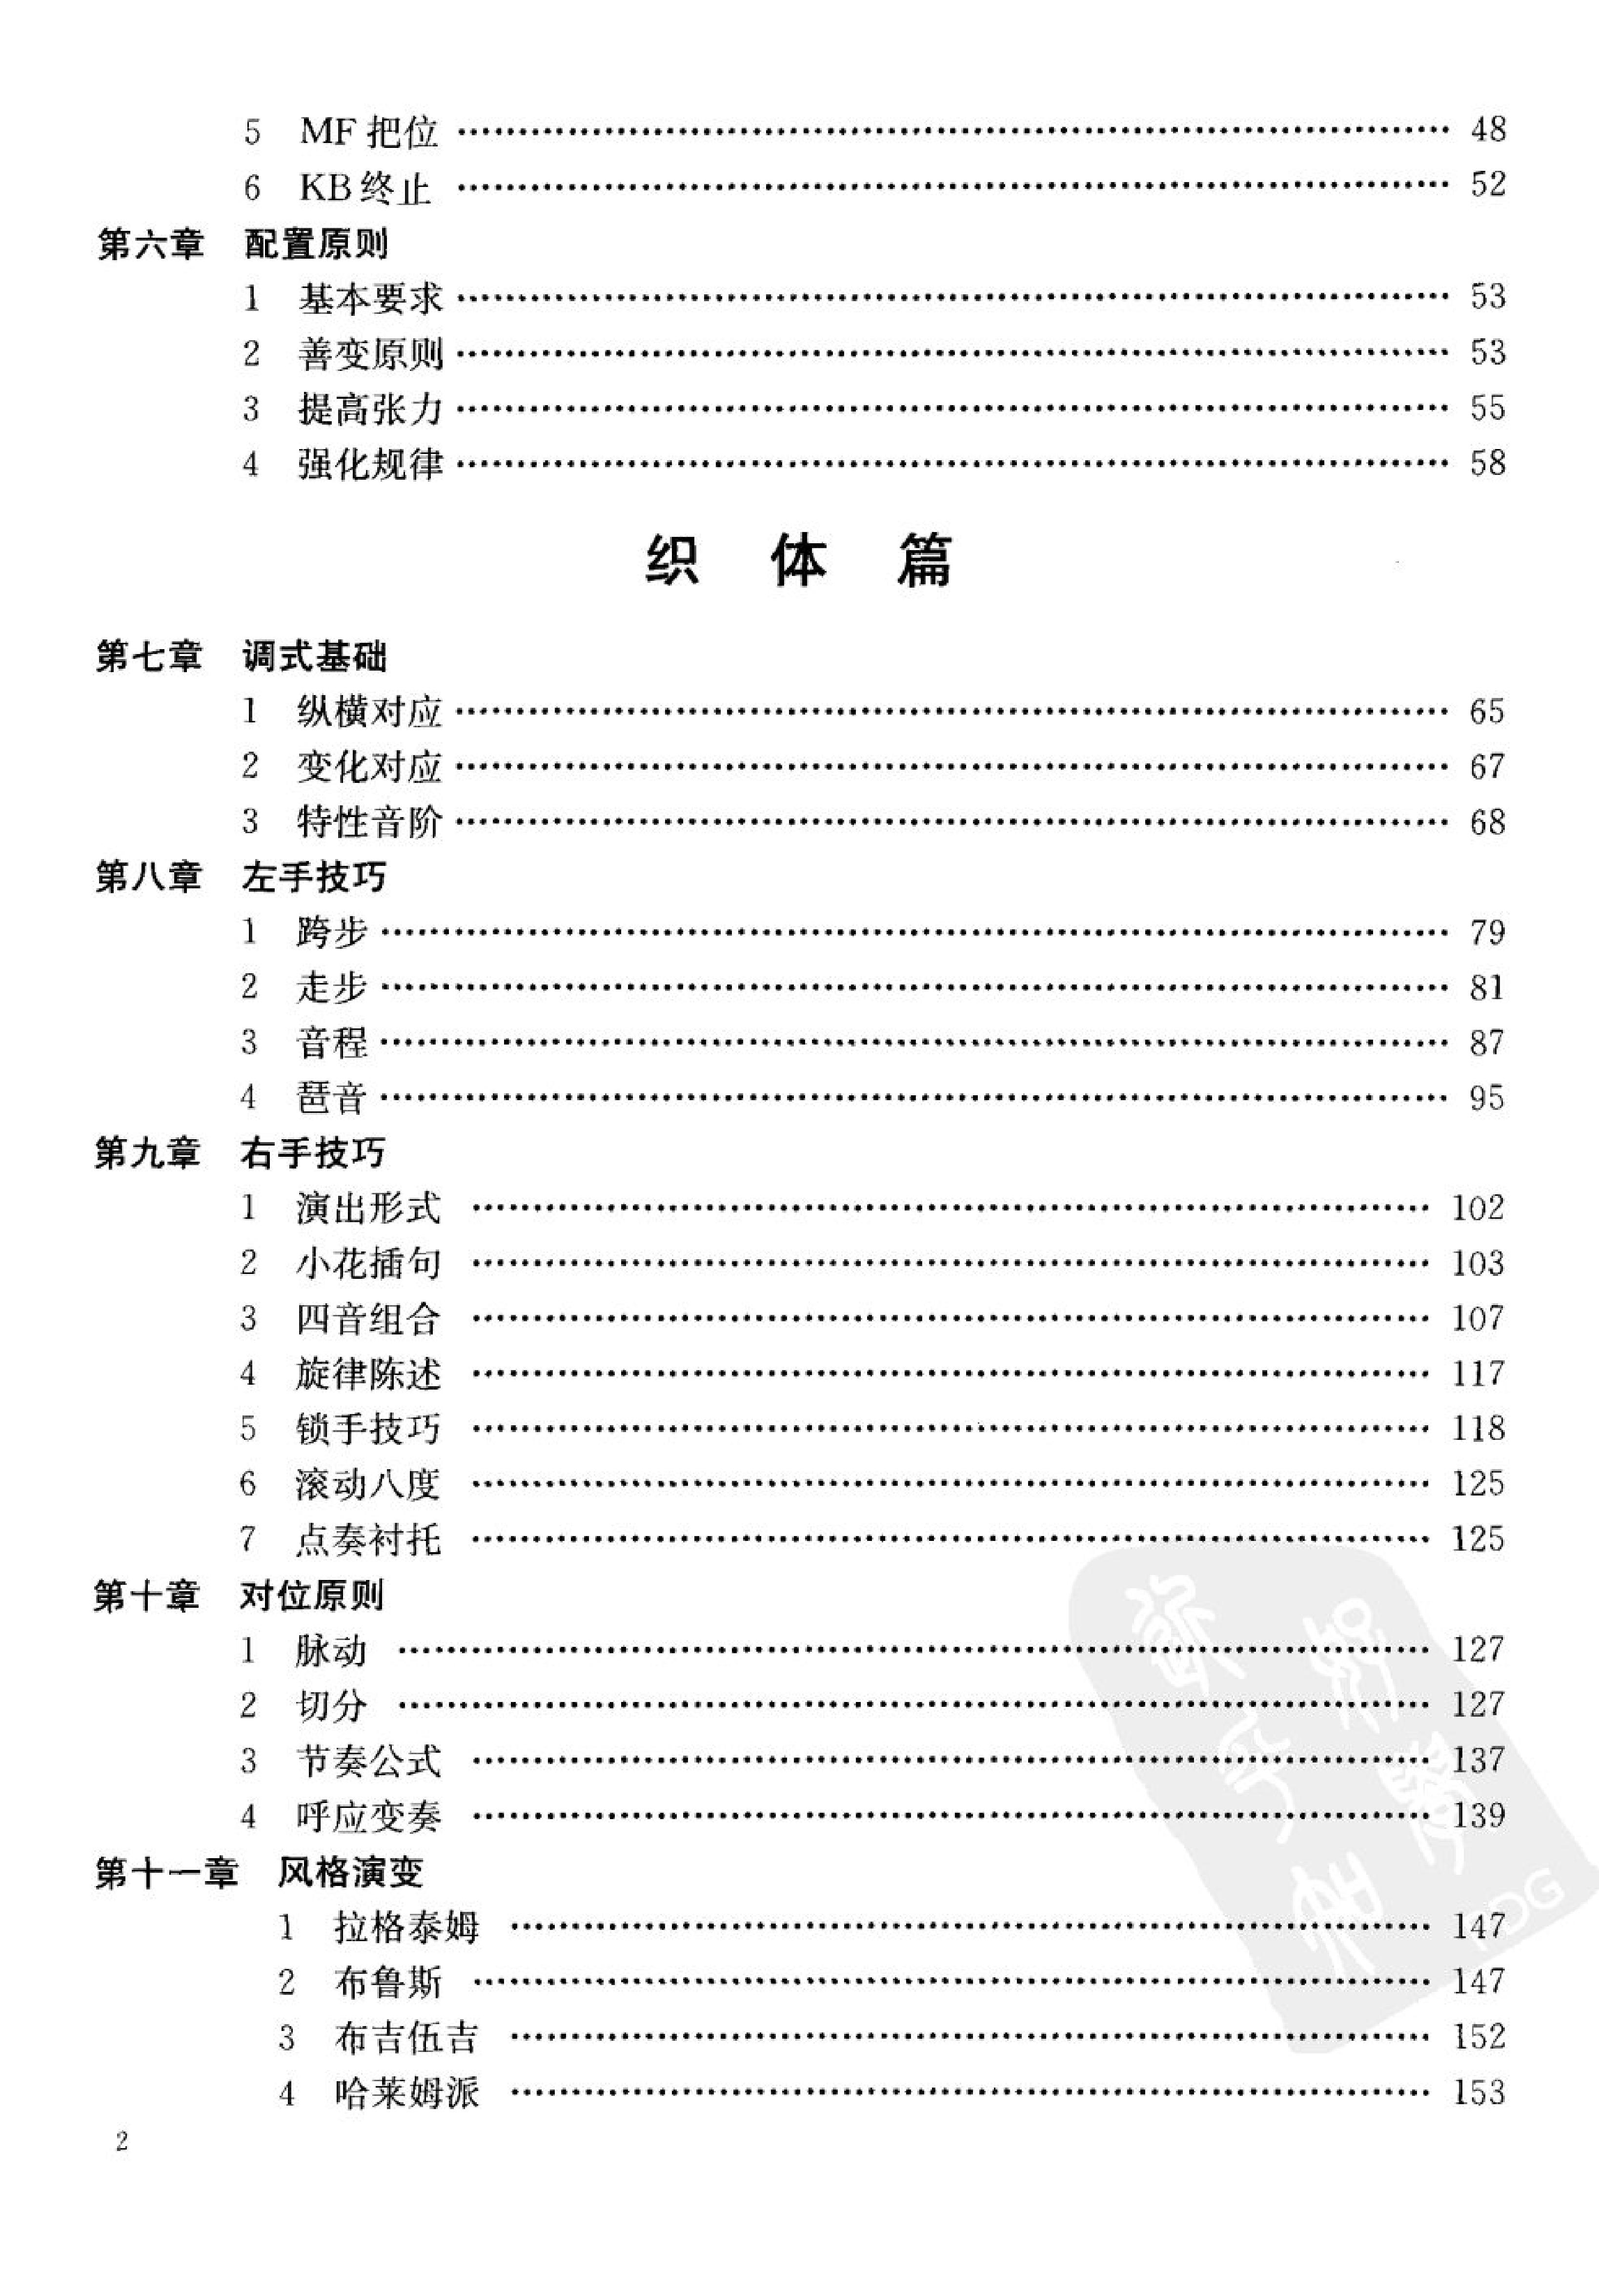 5 MF 把位 …… 48
6 KB 终止 …… 52
第六章 配置原则
1 基本要求 …… 53
2 善变原则 …… 53
3 提高张力 …… 55
4 强化规律 …… 58
织 体 篇
第七章 调式基础
1 纵横对应 …… 65
2 变化对应 …… 67
3 特性音阶 …… 68
第八章 左手技巧
1 跨步 …… 79
2 走步 …… 81
3 音程 …… 87
4 琶音 …… 95
第九章 右手技巧
1 演出形式 …… 102
2 小花插句 …… 103
3 四音组合 …… 107
4 旋律陈述 …… 117
5 锁手技巧 …… 118
6 滚动八度 …… 125
7 点奏衬托 …… 125
第十章 对位原则
1 脉动 …… 127
2 切分 …… 127
3 节奏公式 …… 137
4 呼应变奏 …… 139
第十一章 风格演变
1 拉格泰姆 …… 147
2 布鲁斯 …… 147
3 布吉伍吉 …… 152
4 哈莱姆派 …… 153
2